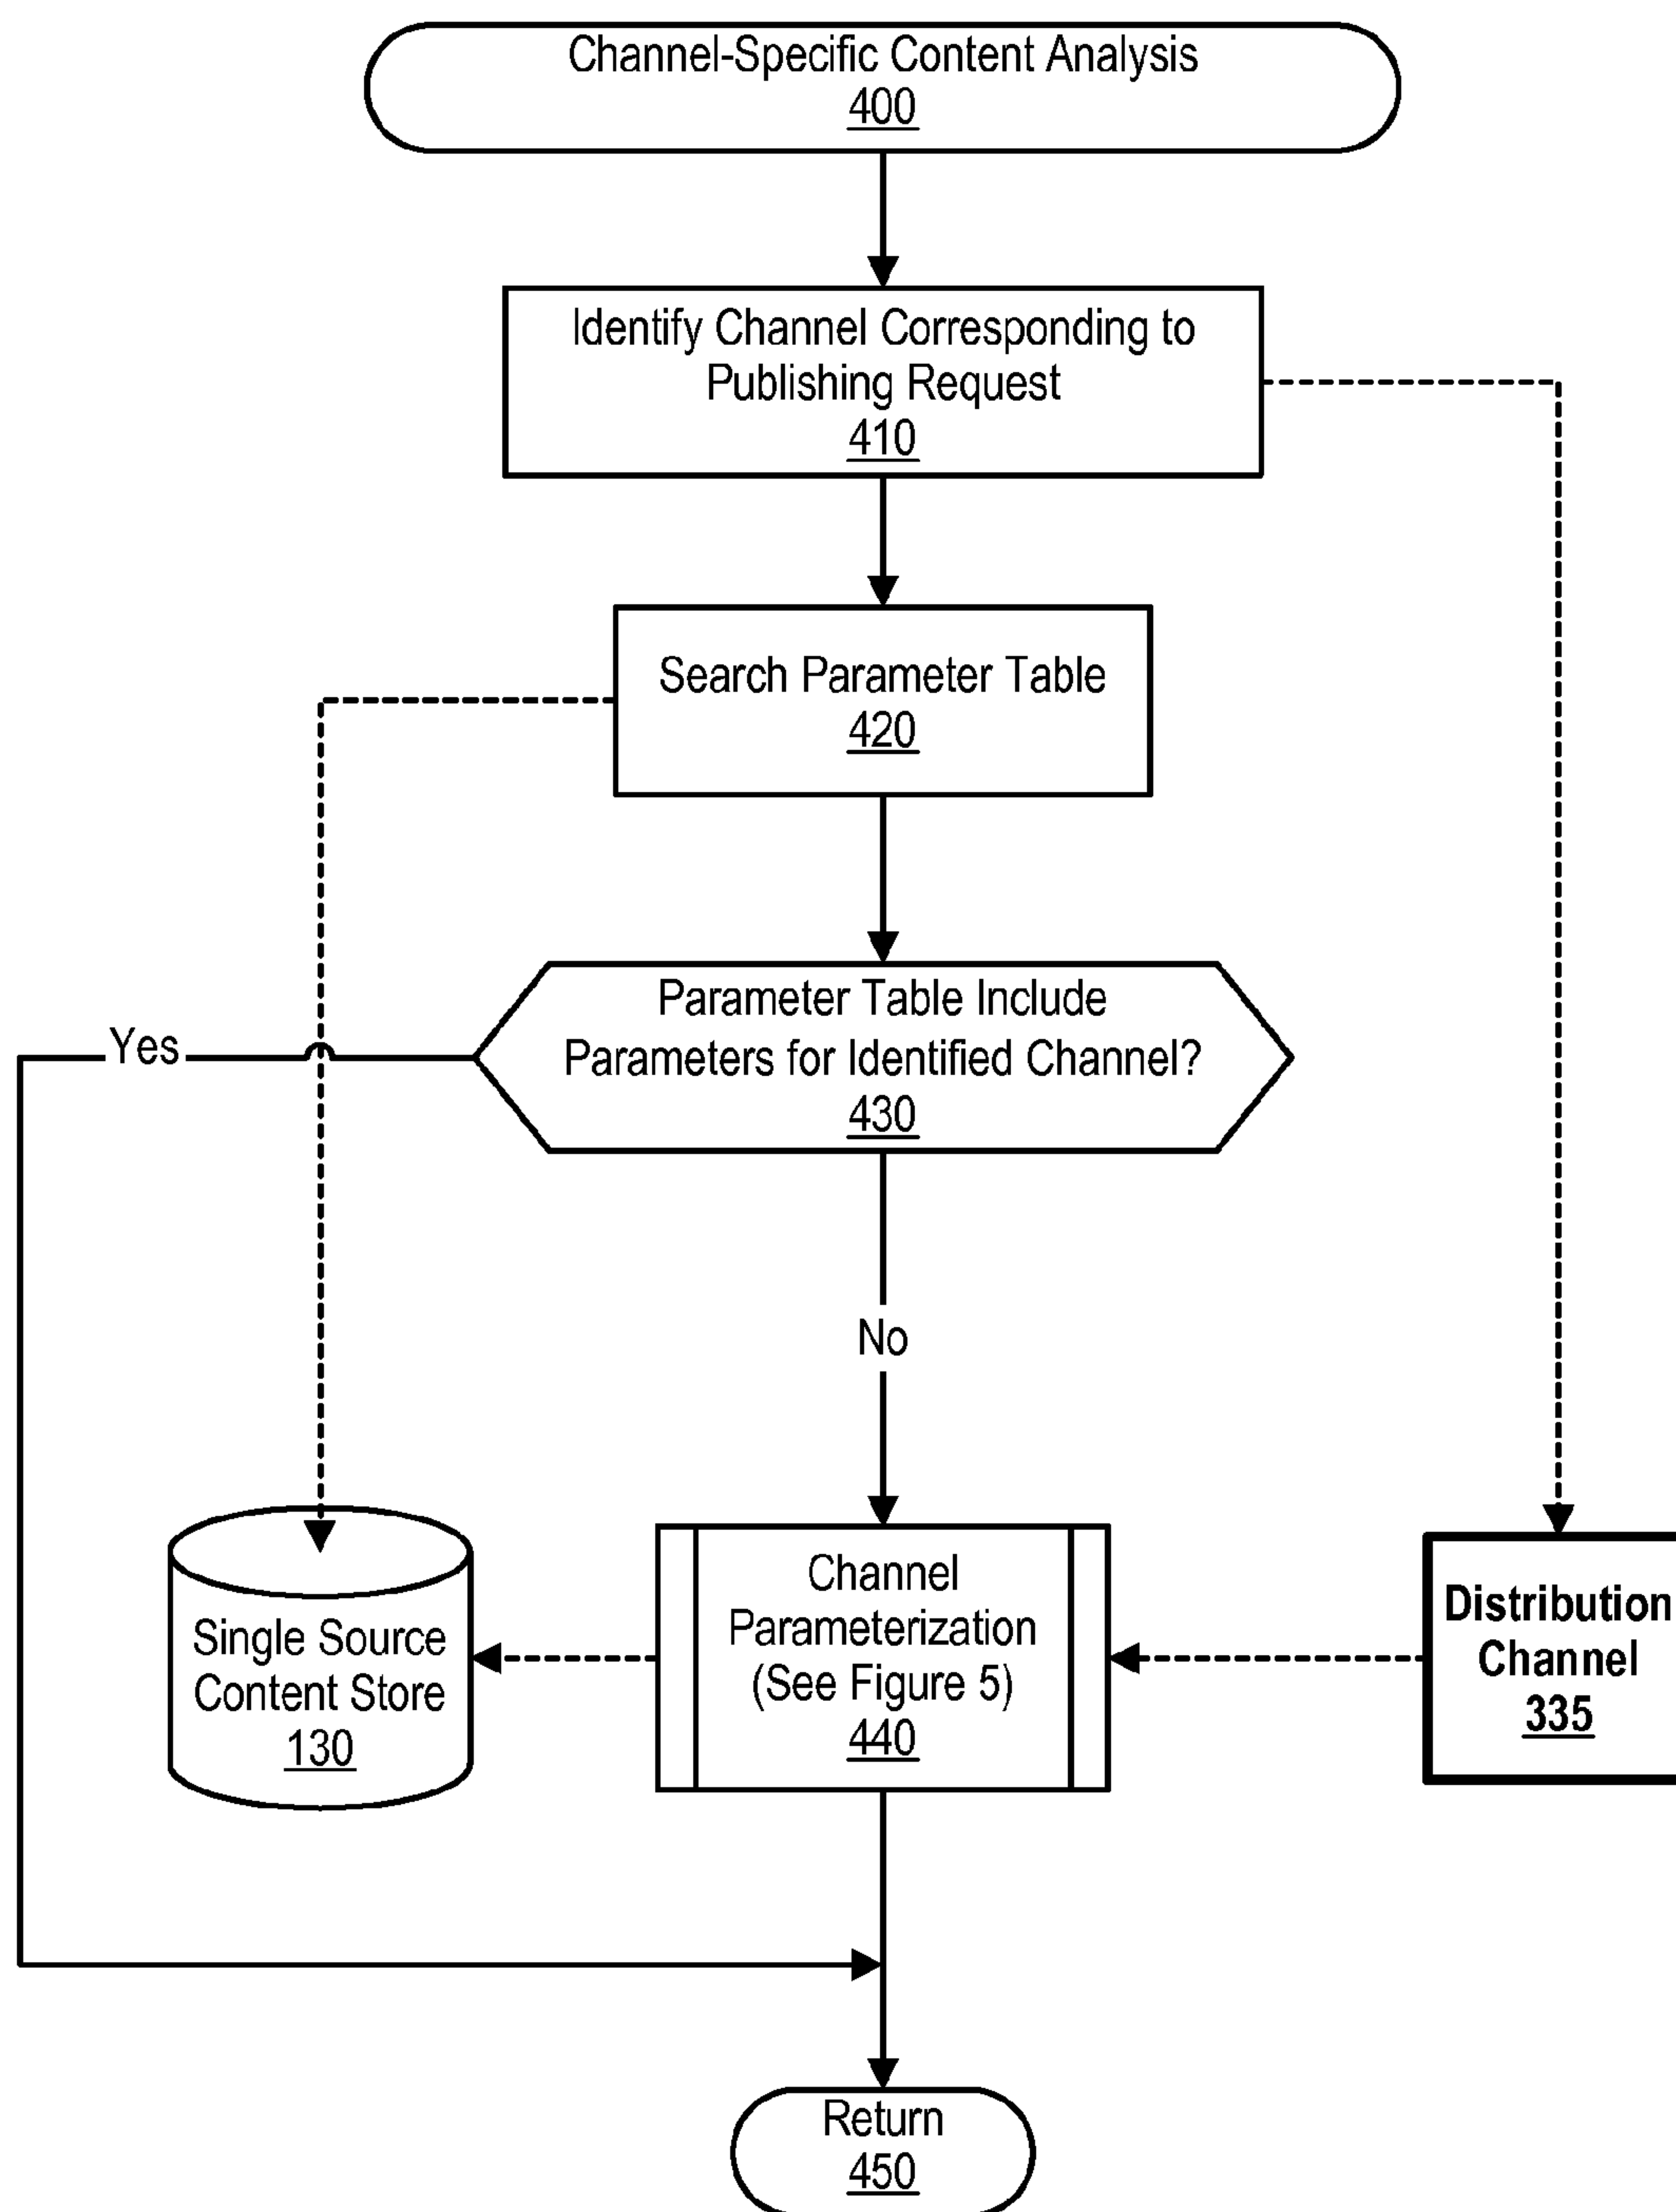 Channel-Specific Content Analysis
400
Identify Channel Corresponding to
Publishing Request
410
Search Parameter Table
420
Parameter Table Include
Parameters for Identified Channel?
430
Yes
No
Single Source
Content Store
130
Channel
Parameterization
(See Figure 5)
440
Distribution
Channel
335
Return
450